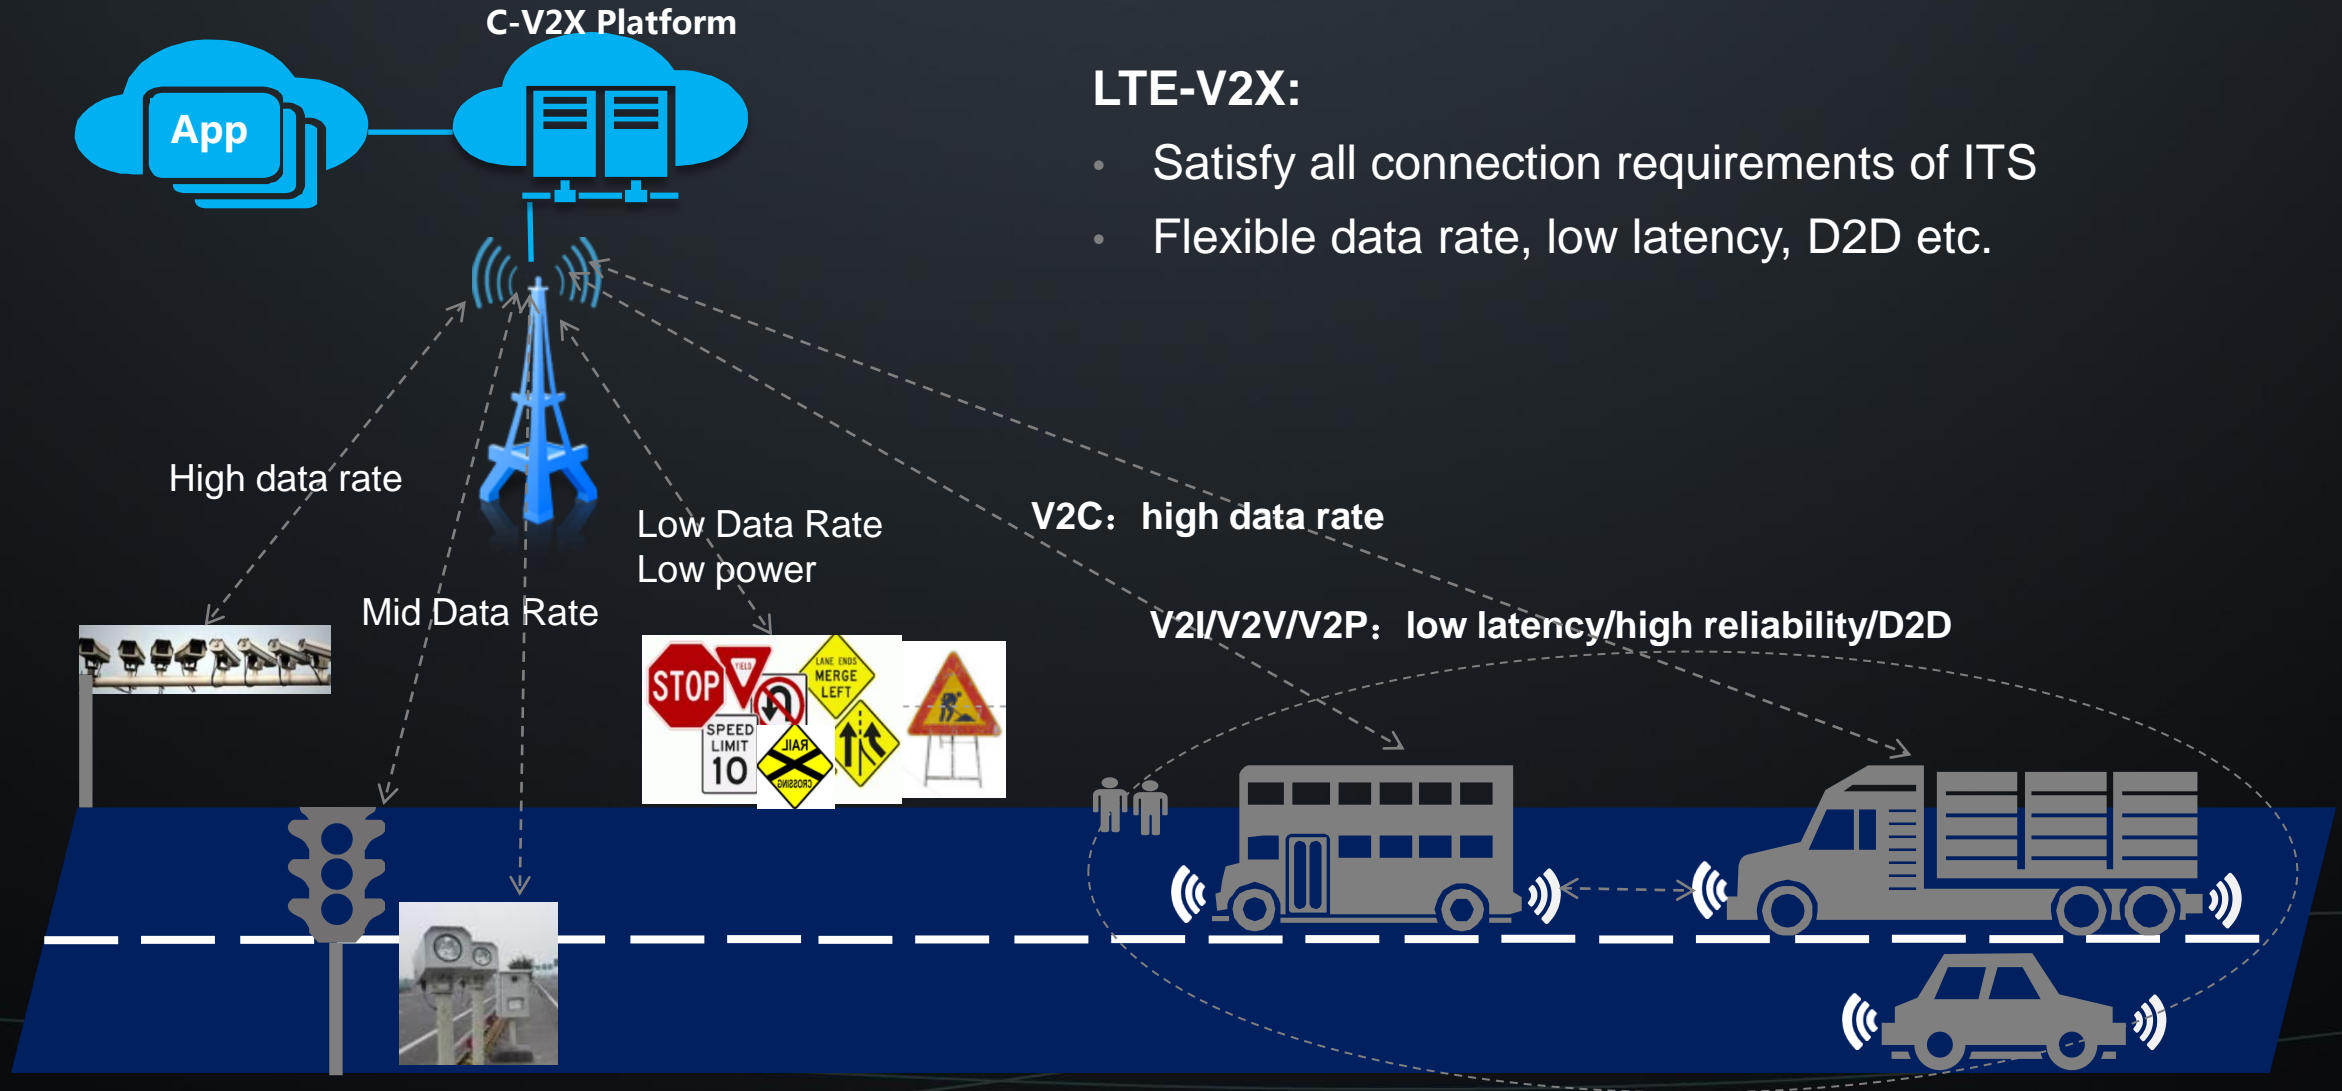 C-V2X Platform
App
LTE-V2X:
• Satisfy all connection requirements of ITS
• Flexible data rate, low latency, D2D etc.
High data rate
Low Data Rate
Low power
Mid Data Rate
V2C：high data rate
V2I/V2V/V2P：low latency/high reliability/D2D
STOP
YIELD
LANE ENDS
MERGE
LEFT
SPEED
LIMIT
10
RAIL
CROSSING